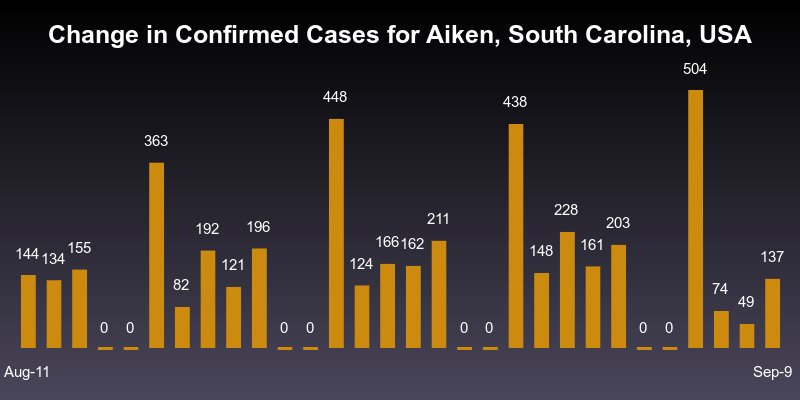 Change in Confirmed Cases for Aiken, South Carolina, USA
144 134 155 0 0 363 82 192 121 196 0 0 448 124 166 162 211 0 0 438 148 228 161 203 0 0 504 74 49 137
Aug-11 Sep-9